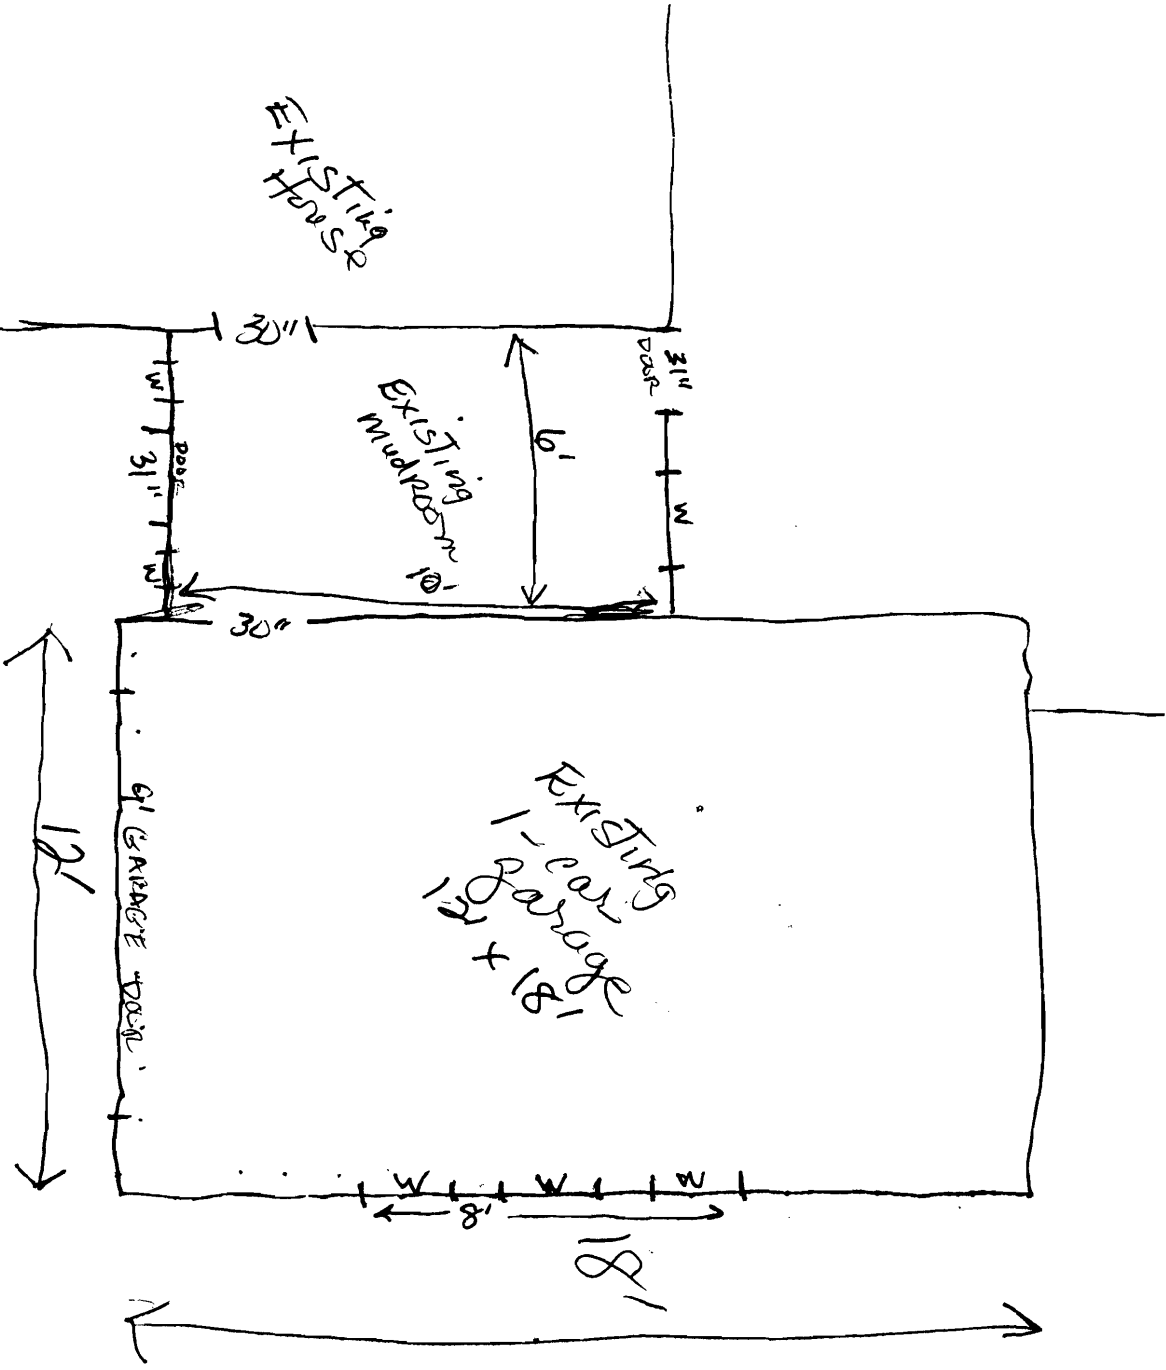 Existing
House
30"
DOOR
31"
W
DOOR
31"
W
Existing
mudroom
6'
W
10'
30"
12'
9' GARAGE DOOR
Existing
1-car
garage
12 + 18'
W W W
8'
18'